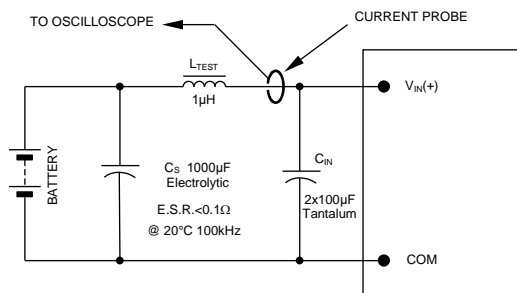 TO OSCILLOSCOPE
CURRENT PROBE
LTEST
1µH
VIN(+)
BATTERY
CS 1000µF
Electrolytic
E.S.R.<0.1Ω
@ 20°C 100kHz
CIN
2x100µF
Tantalum
COM